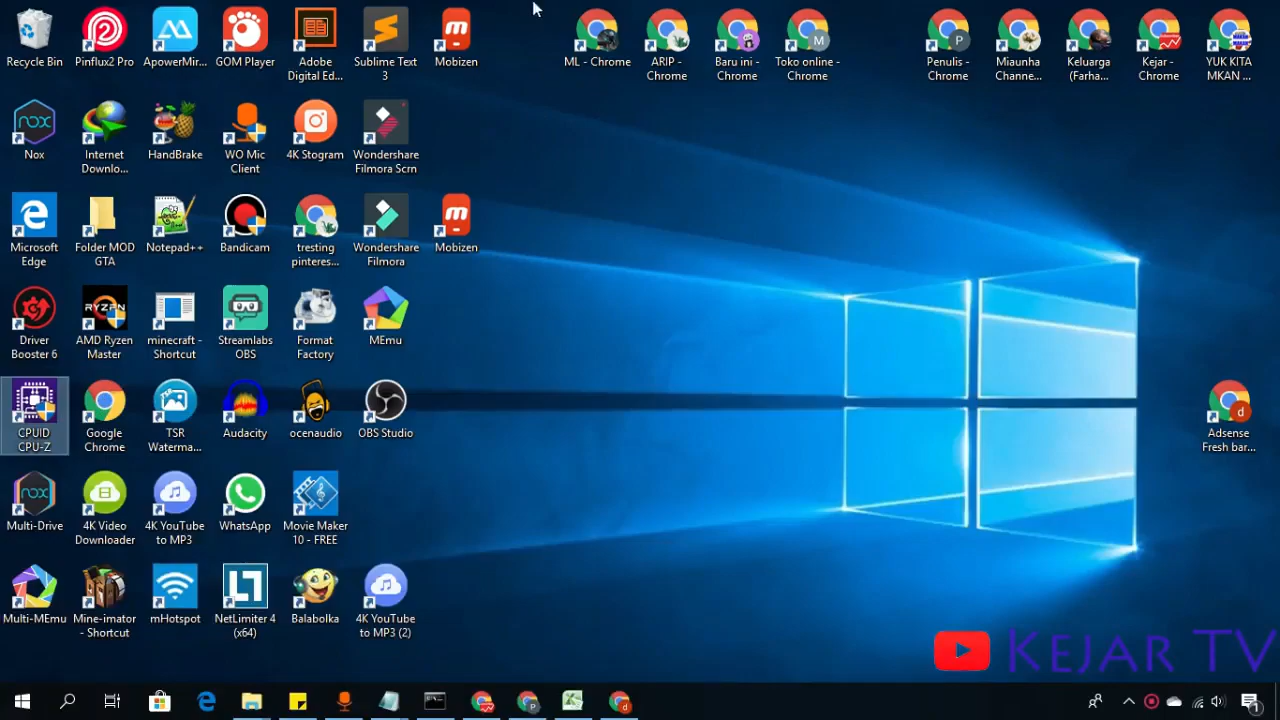 Recycle Bin
Pinflux2 Pro
ApowerMir...
GOM Player
Adobe
Digital Ed...
Sublime Text
3
Mobizen
ML - Chrome
ARIP -
Chrome
Baru ini -
Chrome
M
Toko online -
Chrome
P
Penulis -
Chrome
Miaunha
Channe...
Keluarga
(Farha...
Kejar -
Chrome
YUK KITA
MKAN ...
nox
Nox
Internet
Downlo...
HandBrake
WO Mic
Client
4K Stogram
Wondershare
Filmora Scrn
Microsoft
Edge
Folder MOD
GTA
Notepad++
Bandicam
tresting
pinteres...
Wondershare
Filmora
Mobizen
Driver
Booster 6
RYZEN
AMD Ryzen
Master
minecraft -
Shortcut
Streamlabs
OBS
Format
Factory
MEmu
CPUID
CPU-Z
Google
Chrome
TSR
Waterma...
Audacity
ocenaudio
OBS Studio
d
Adsense
Fresh bar...
nox
Multi-Drive
4K Video
Downloader
4K YouTube
to MP3
WhatsApp
Movie Maker
10 - FREE
Multi-MEmu
Mine-imator
- Shortcut
mHotspot
NetLimiter 4
(x64)
Balabolka
4K YouTube
to MP3 (2)
Kejar TV